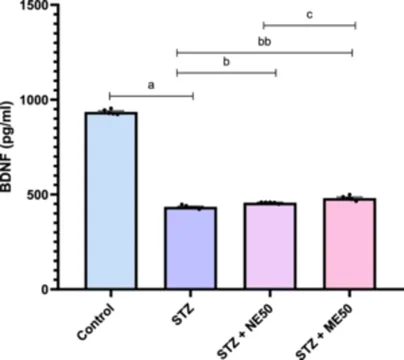 1500
c
bb
b
a
1000
BDNF (pg/ml)
500
0
Control
STZ
STZ + NE50
STZ + ME50